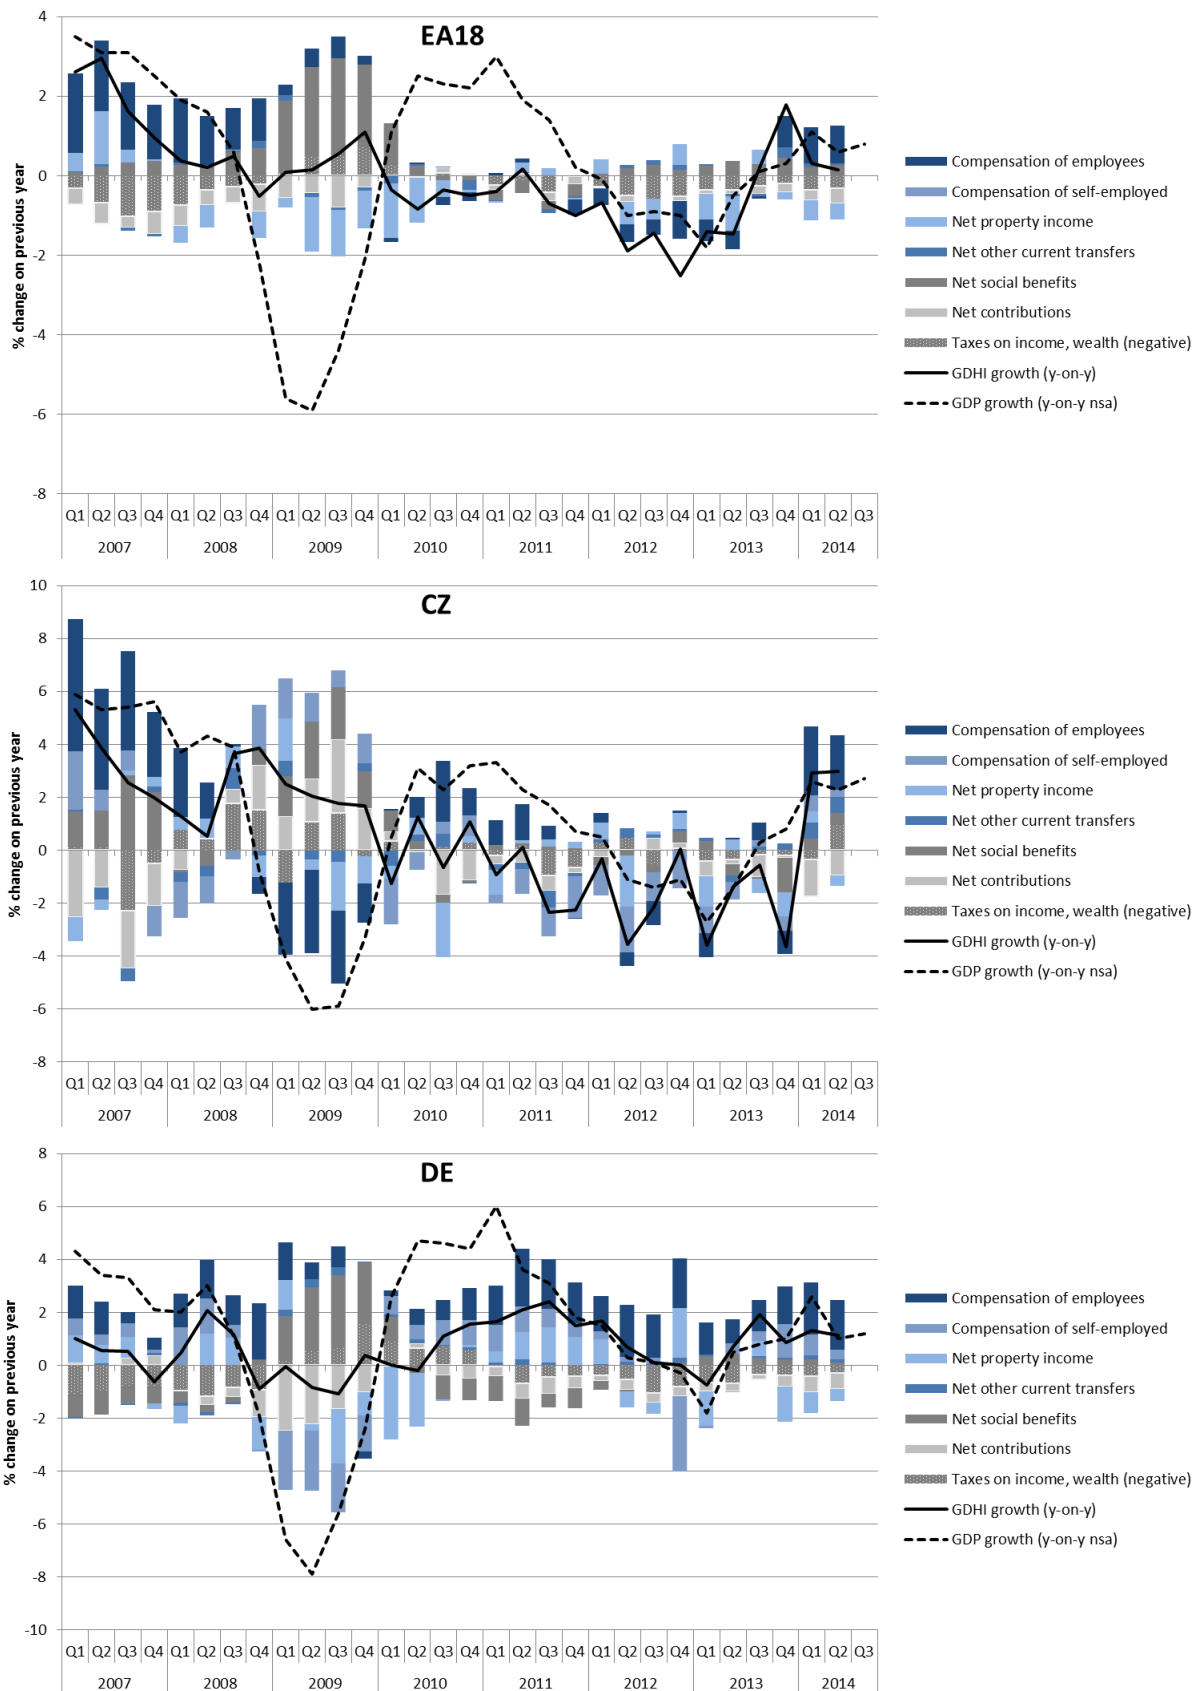 EA18
% change on previous year
4
2
0
-2
-4
-6
-8
Q1 Q2 Q3 Q4 Q1 Q2 Q3 Q4 Q1 Q2 Q3 Q4 Q1 Q2 Q3 Q4 Q1 Q2 Q3 Q4 Q1 Q2 Q3 Q4 Q1 Q2 Q3 Q4 Q1 Q2 Q3
2007 2008 2009 2010 2011 2012 2013 2014
Compensation of employees
Compensation of self-employed
Net property income
Net other current transfers
Net social benefits
Net contributions
Taxes on income, wealth (negative)
GDHI growth (y-on-y)
GDP growth (y-on-y nsa)
CZ
% change on previous year
10
8
6
4
2
0
-2
-4
-6
-8
Q1 Q2 Q3 Q4 Q1 Q2 Q3 Q4 Q1 Q2 Q3 Q4 Q1 Q2 Q3 Q4 Q1 Q2 Q3 Q4 Q1 Q2 Q3 Q4 Q1 Q2 Q3 Q4 Q1 Q2 Q3
2007 2008 2009 2010 2011 2012 2013 2014
Compensation of employees
Compensation of self-employed
Net property income
Net other current transfers
Net social benefits
Net contributions
Taxes on income, wealth (negative)
GDHI growth (y-on-y)
GDP growth (y-on-y nsa)
DE
% change on previous year
8
6
4
2
0
-2
-4
-6
-8
-10
Q1 Q2 Q3 Q4 Q1 Q2 Q3 Q4 Q1 Q2 Q3 Q4 Q1 Q2 Q3 Q4 Q1 Q2 Q3 Q4 Q1 Q2 Q3 Q4 Q1 Q2 Q3 Q4 Q1 Q2 Q3
2007 2008 2009 2010 2011 2012 2013 2014
Compensation of employees
Compensation of self-employed
Net property income
Net other current transfers
Net social benefits
Net contributions
Taxes on income, wealth (negative)
GDHI growth (y-on-y)
GDP growth (y-on-y nsa)